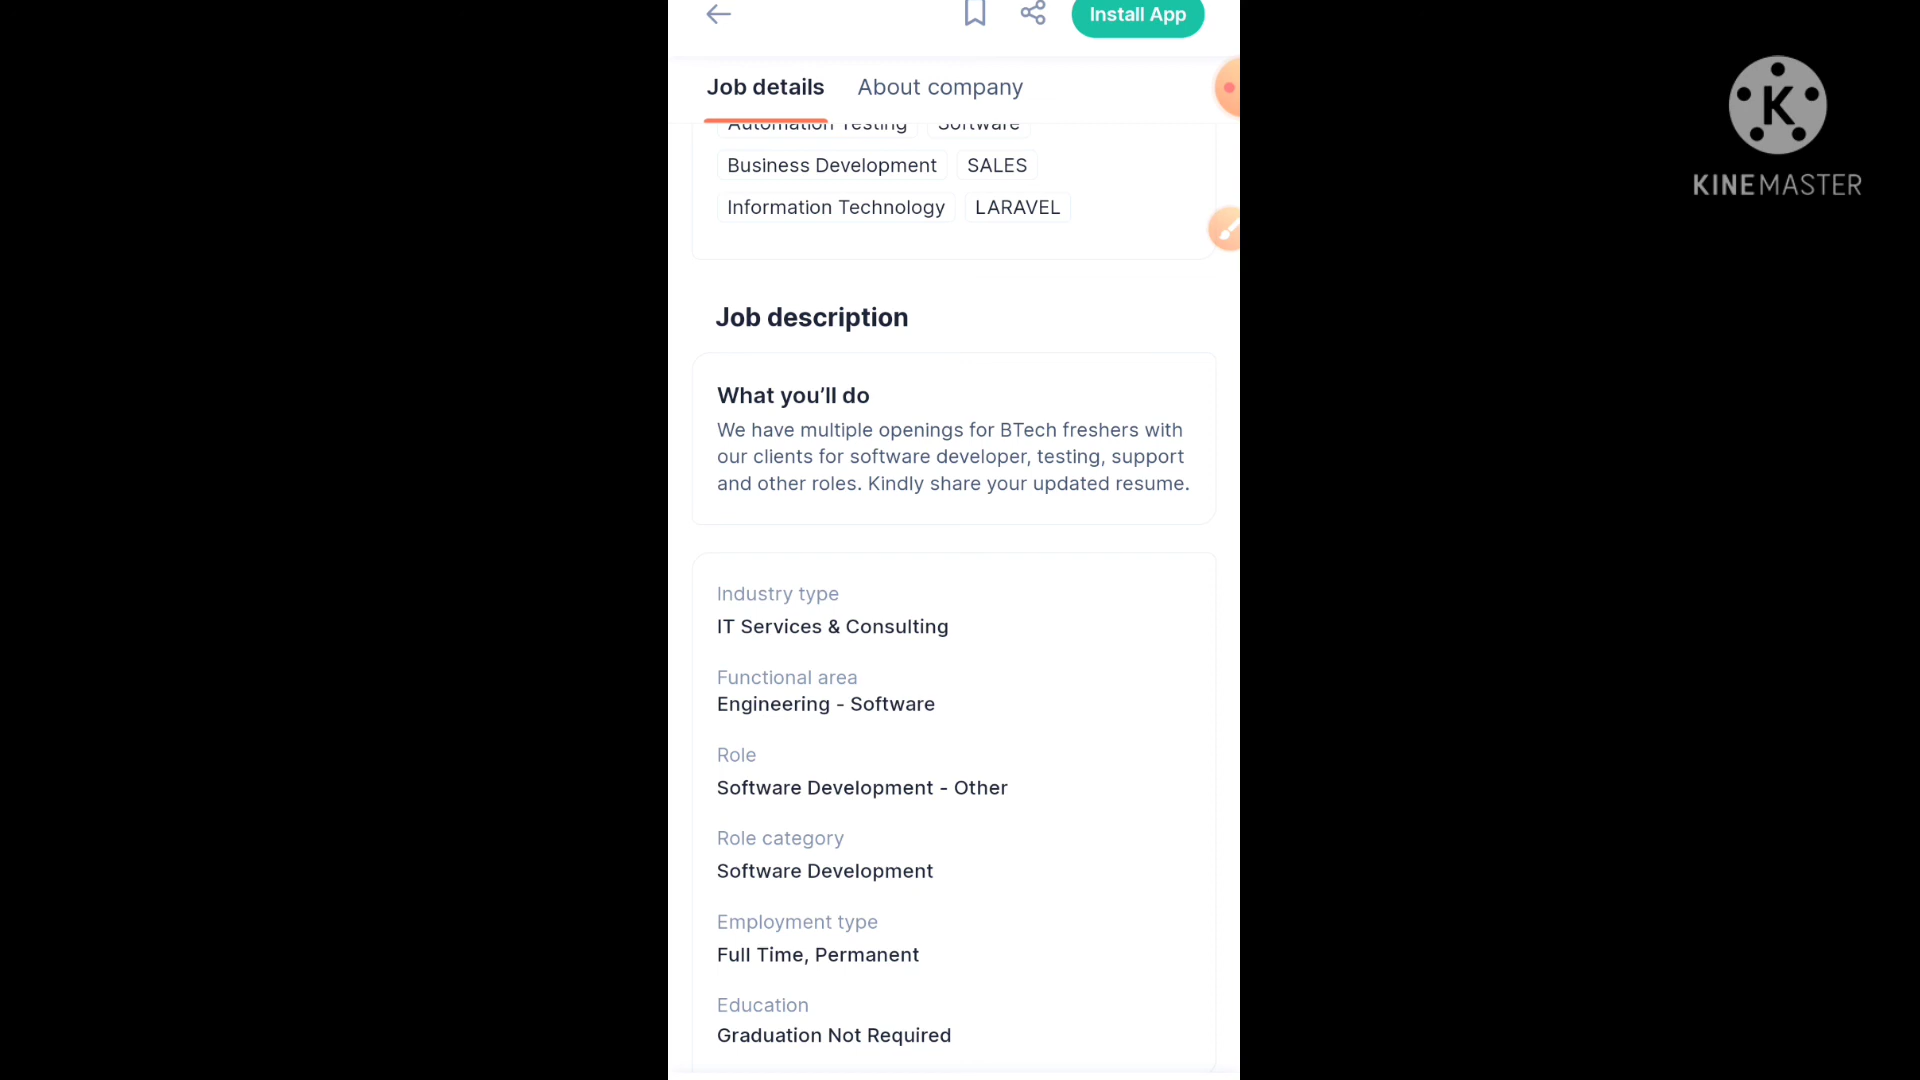 Install App
Job details About company
Automation Testing Software
Business Development SALES
Information Technology LARAVEL
Job description
What you’ll do
We have multiple openings for BTech freshers with
our clients for software developer, testing, support
and other roles. Kindly share your updated resume.
Industry type
IT Services & Consulting
Functional area
Engineering - Software
Role
Software Development - Other
Role category
Software Development
Employment type
Full Time, Permanent
Education
Graduation Not Required
K
KINEMASTER